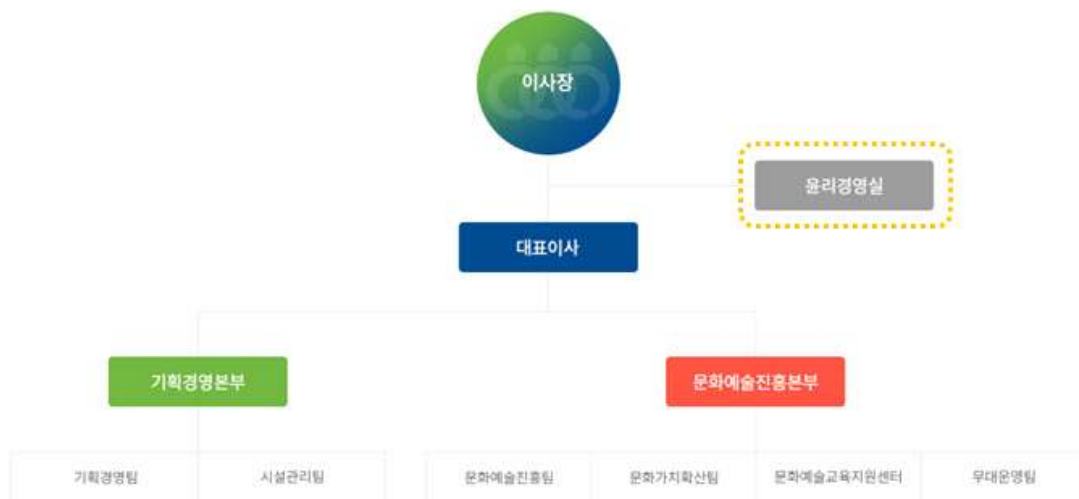 이사장
윤리경영실
대표이사
기획경영본부
문화예술진흥본부
기획경영팀
시설관리팀
문화예술진흥팀
문화가치확산팀
문화예술교육지원센터
무대운영팀